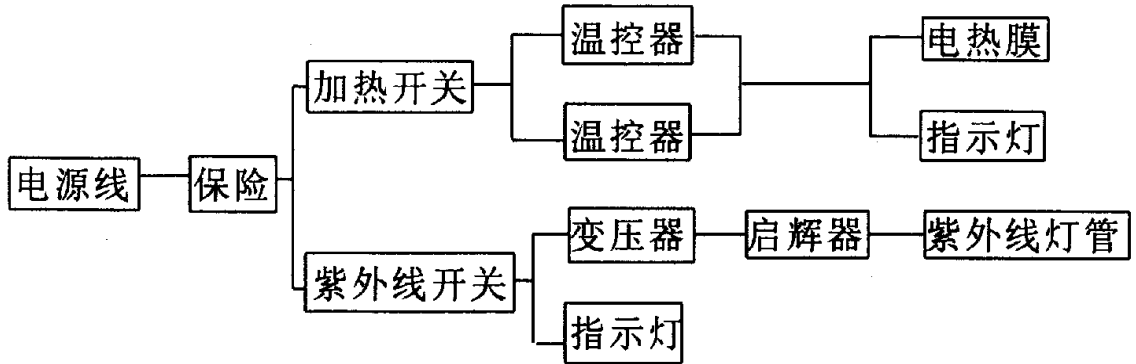 电源线
保险
加热开关
温控器
温控器
电热膜
指示灯
紫外线开关
变压器
启辉器
紫外线灯管
指示灯